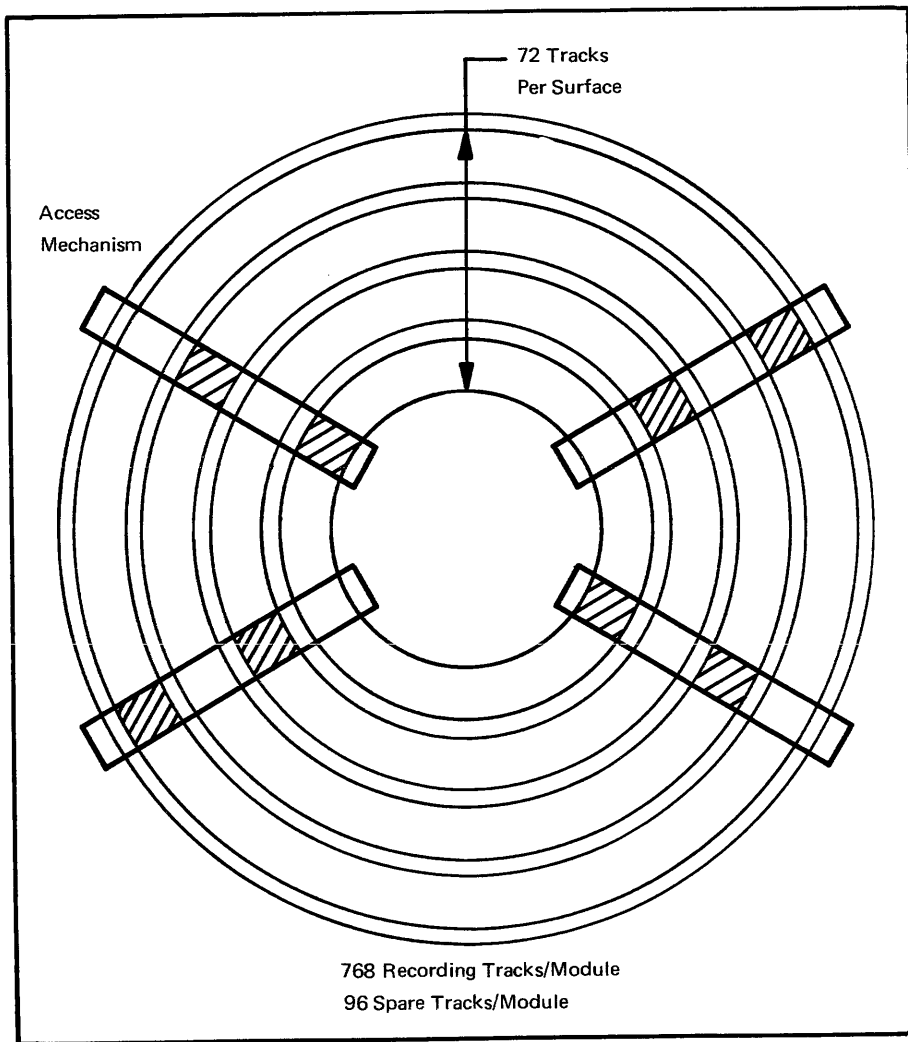 72 Tracks
Per Surface
Access
Mechanism
768 Recording Tracks/Module
96 Spare Tracks/Module